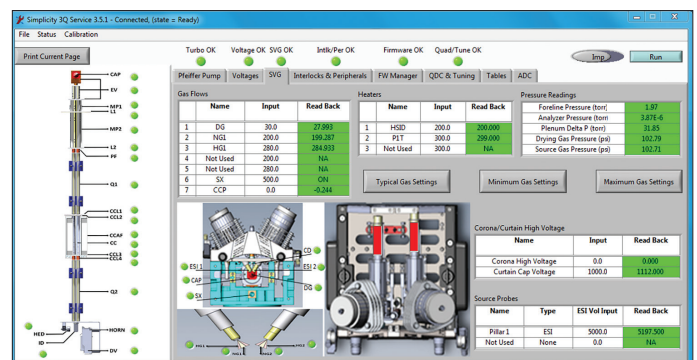 Simplicity 3Q Service 3.5.1 - Connected, (state = Ready)
File Status Calibration
Print Current Page
Turbo OK Voltage OK SVG OK Intlk/Per OK Firmware OK Quad/Tune OK
Imp Run
Pfeiffer Pump Voltages SVG Interlocks & Peripherals FW Manager QDC & Tuning Tables ADC
CAP
EV
MP1
L1
MP2
L2
PF
Q1
CCL1
CCL2
CCAF
CC
CCL3
CCL4
Q2
HED
ID
HORN
DV
Gas Flows
Name Input Read Back
1 DG 30.0 27.993
2 NG1 200.0 199.287
3 HG1 280.0 284.933
4 Not Used 200.0 NA
5 Not Used 280.0 NA
6 SX 500.0 ON
7 CCP 0.0 -0.244
Heaters
Name Input Read Back
1 HSID 200.0 200.000
2 P1T 300.0 299.000
3 Not Used 300.0 NA
Pressure Readings
Foreline Pressure (torr) 1.97
Analyzer Pressure (torr) 3.87E-6
Plenum Delta P (torr) 31.85
Drying Gas Pressure (psi) 102.79
Source Gas Pressure (psi) 102.71
Typical Gas Settings
Minimum Gas Settings
Maximum Gas Settings
CD
ESI 1
ESI 2
CAP
DG
SX
Corona/Curtain High Voltage
Name Input Read Back
Corona High Voltage 0.0 0.000
Curtain Cap Voltage 1000.0 1112.000
Source Probes
Name Type ESI Vol Input Read Back
Pillar 1 ESI 5000.0 5197.500
Not Used None 0.0 NA